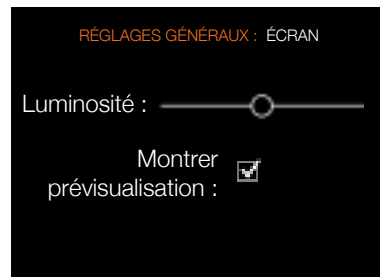 RÉGLAGES GÉNÉRAUX : ÉCRAN
Luminosité :
Montrer
prévisualisation :